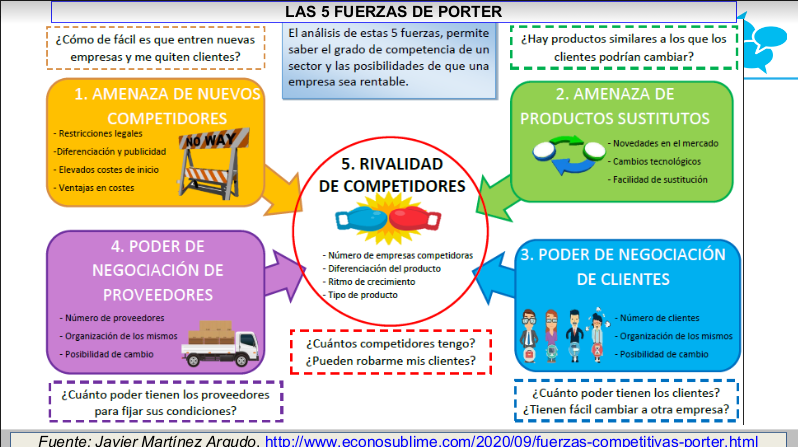 LAS 5 FUERZAS DE PORTER
¿Cómo de fácil es que entren nuevas
empresas y me quiten clientes?
El análisis de estas 5 fuerzas, permite
saber el grado de competencia de un
sector y las posibilidades de que una
empresa sea rentable.
¿Hay productos similares a los que los
clientes podrían cambiar?
1. AMENAZA DE NUEVOS
COMPETIDORES
- Restricciones legales
-Diferenciación y publicidad
- Elevados costes de inicio
- Ventajas en costes
NO WAY
2. AMENAZA DE
PRODUCTOS SUSTITUTOS
- Novedades en el mercado
- Cambios tecnológicos
- Facilidad de sustitución
5. RIVALIDAD
DE COMPETIDORES
- Número de empresas competidoras
- Diferenciación del producto
- Ritmo de crecimiento
- Tipo de producto
4. PODER DE
NEGOCIACIÓN DE
PROVEEDORES
- Número de proveedores
- Organización de los mismos
- Posibilidad de cambio
3. PODER DE NEGOCIACIÓN
DE CLIENTES
- Número de clientes
- Organización de los mismos
- Posibilidad de cambio
¿Cuántos competidores tengo?
¿Pueden robarme mis clientes?
¿Cuánto poder tienen los proveedores
para fijar sus condiciones?
¿Cuánto poder tienen los clientes?
¿Tienen fácil cambiar a otra empresa?
Fuente: Javier Martínez Argudo. http://www.econosublime.com/2020/09/fuerzas-competitivas-porter.html